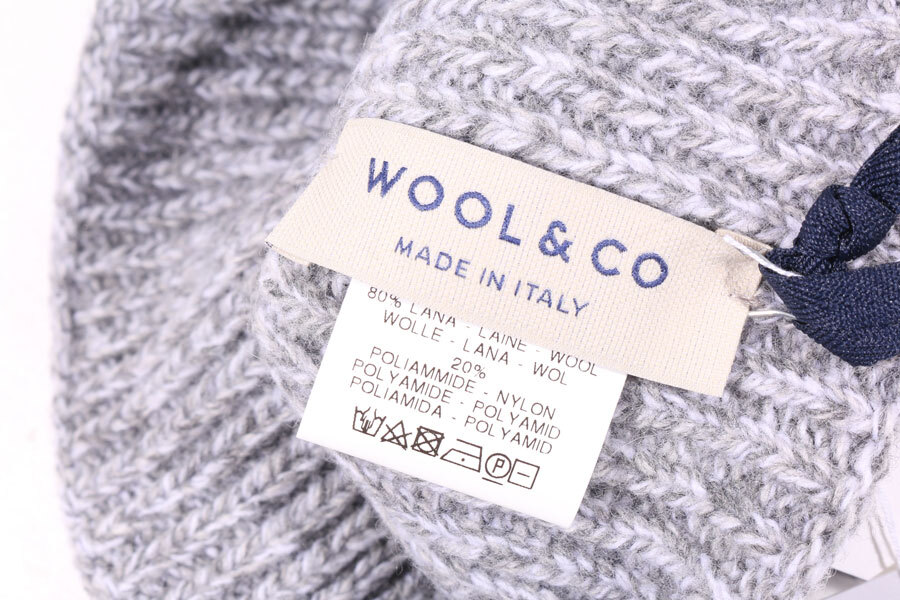 WOOL & CO
MADE IN ITALY
80% LANA - LAINE - WOOL
WOLLE - LANA - WOL
20%
POLIAMMIDE - NYLON
POLYAMIDE - POLYAMID
POLIAMIDA - POLYAMID
P